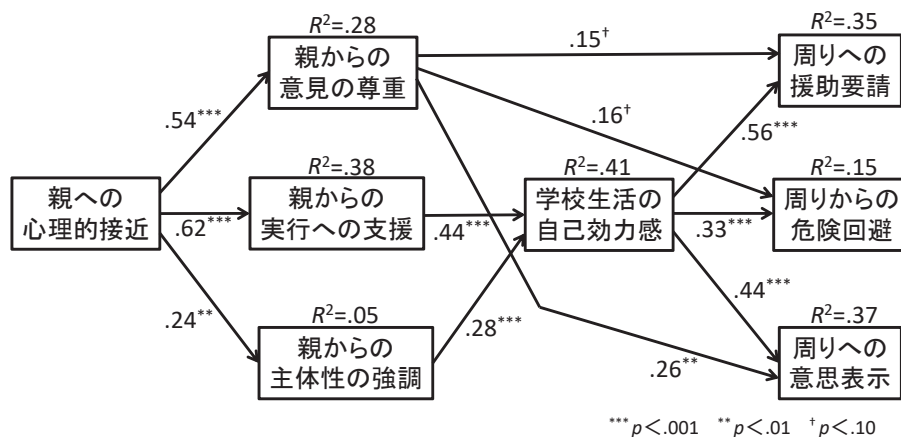 R²=.28
親からの
意見の尊重
.15†
R²=.35
周りへの
援助要請
.54***
.16†
.56***
R²=.38
R²=.41
R²=.15
親への
心理的接近
.62***
親からの
実行への支援
.44***
学校生活の
自己効力感
.33***
周りからの
危険回避
.24**
R²=.05
親からの
主体性の強調
.28***
.44***
.26**
R²=.37
周りへの
意思表示
***p＜.001 **p＜.01 †p＜.10